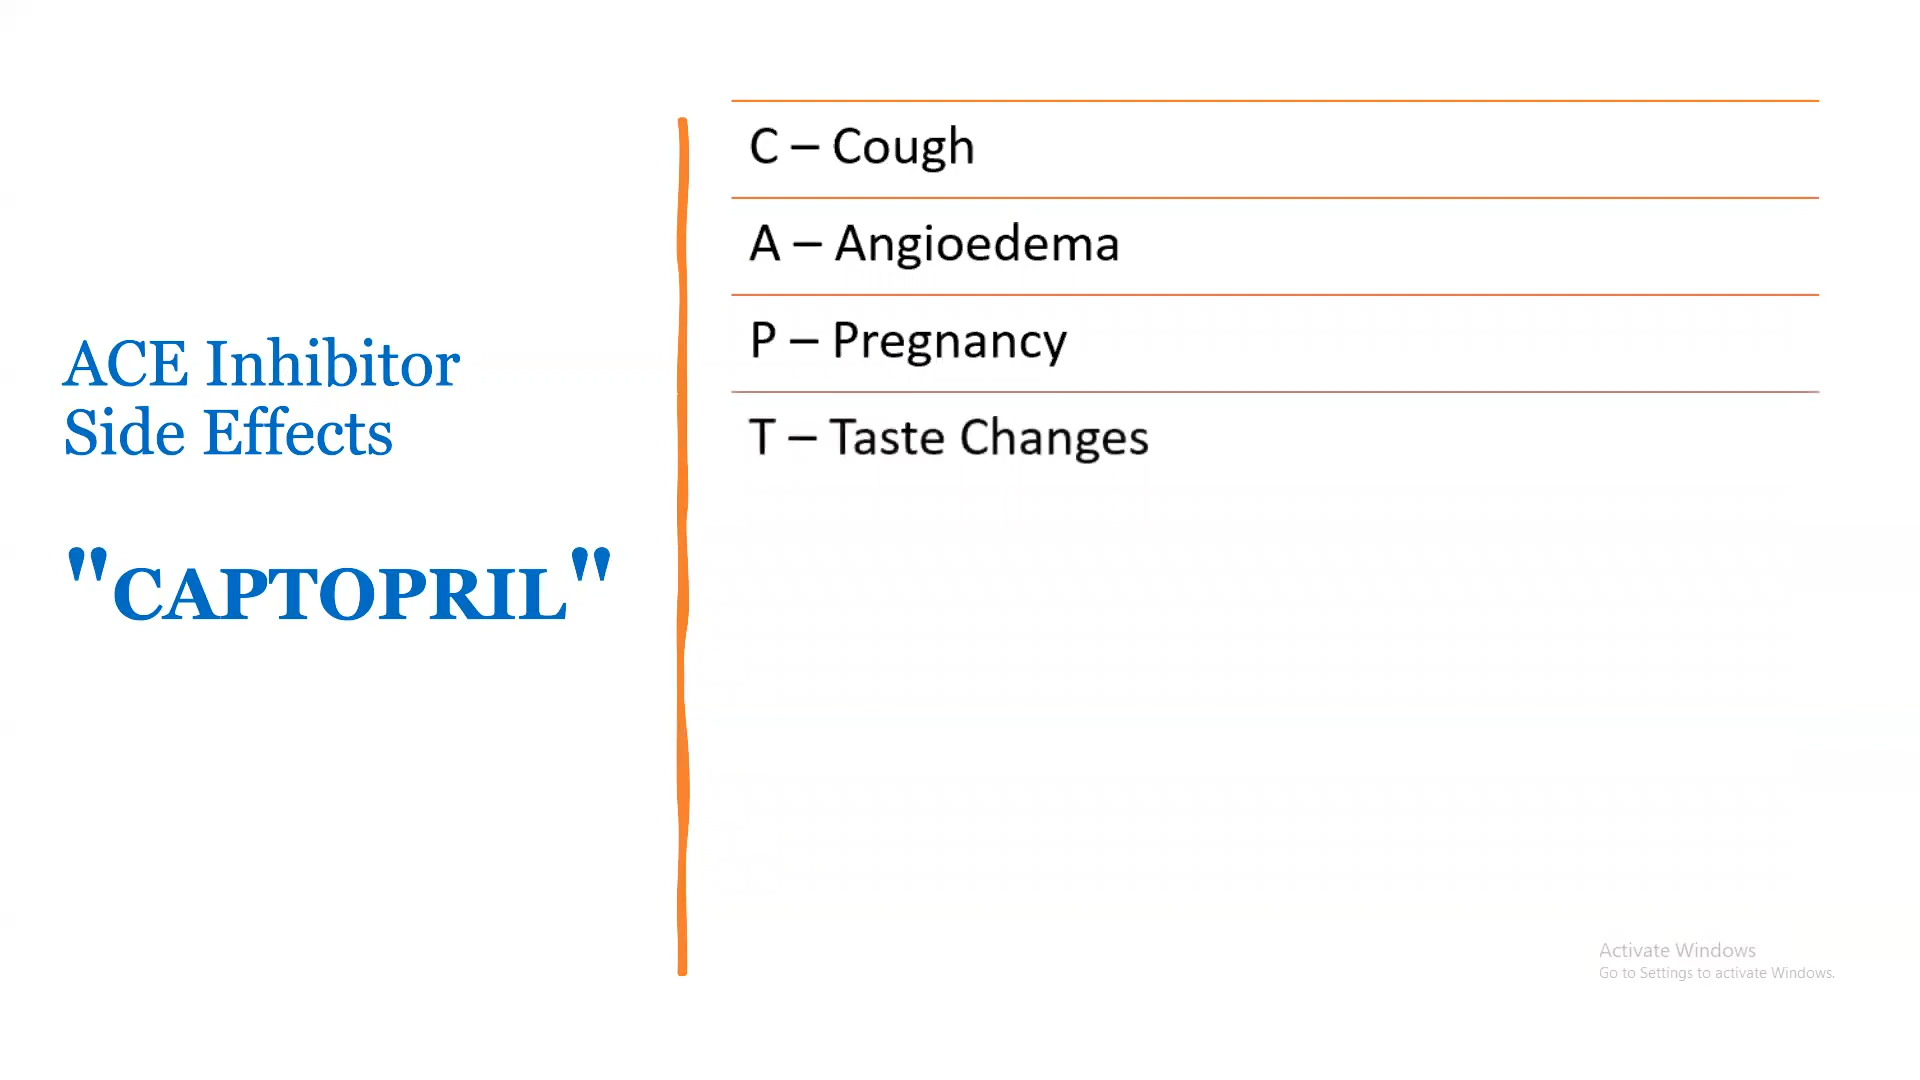 ACE Inhibitor
Side Effects
"CAPTOPRIL"
C – Cough
A – Angioedema
P – Pregnancy
T – Taste Changes
Activate Windows
Go to Settings to activate Windows.